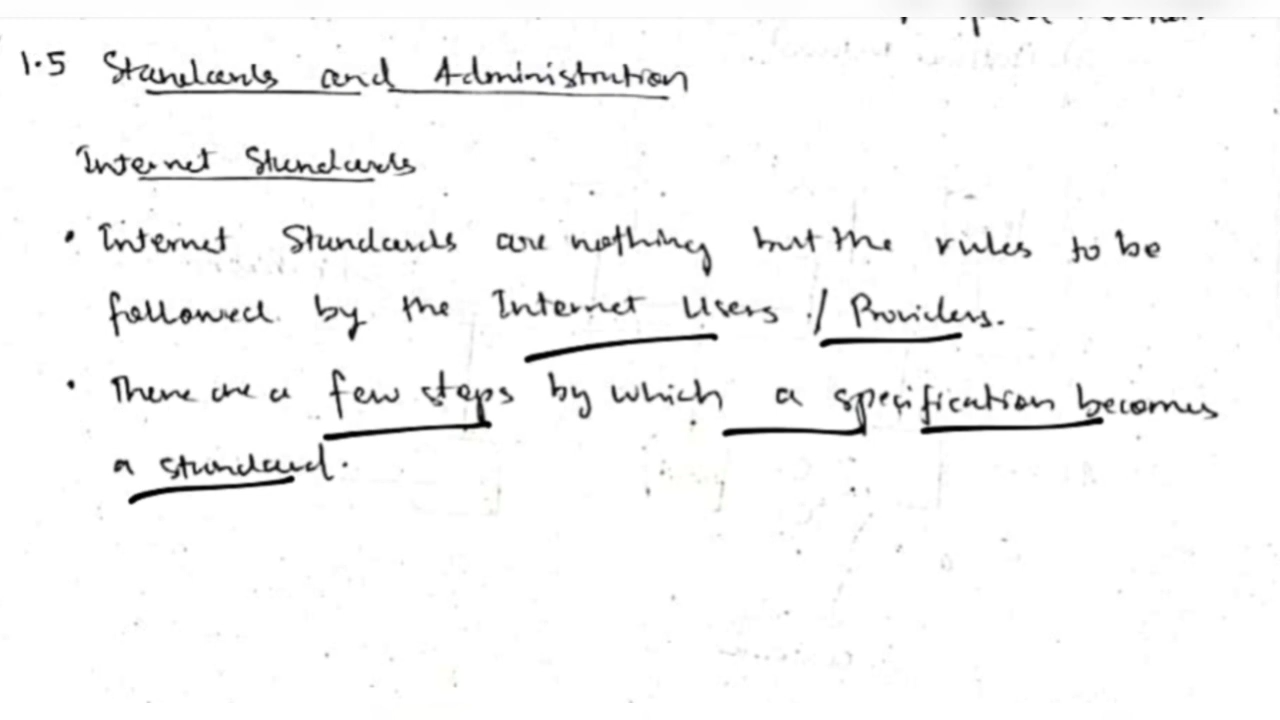 1.5 Standards and Administration
Internet Standards
• Internet Standards are nothing but the rules to be
followed by the Internet Users / Providers.
• There are a few steps by which a specification becomes
a standard.